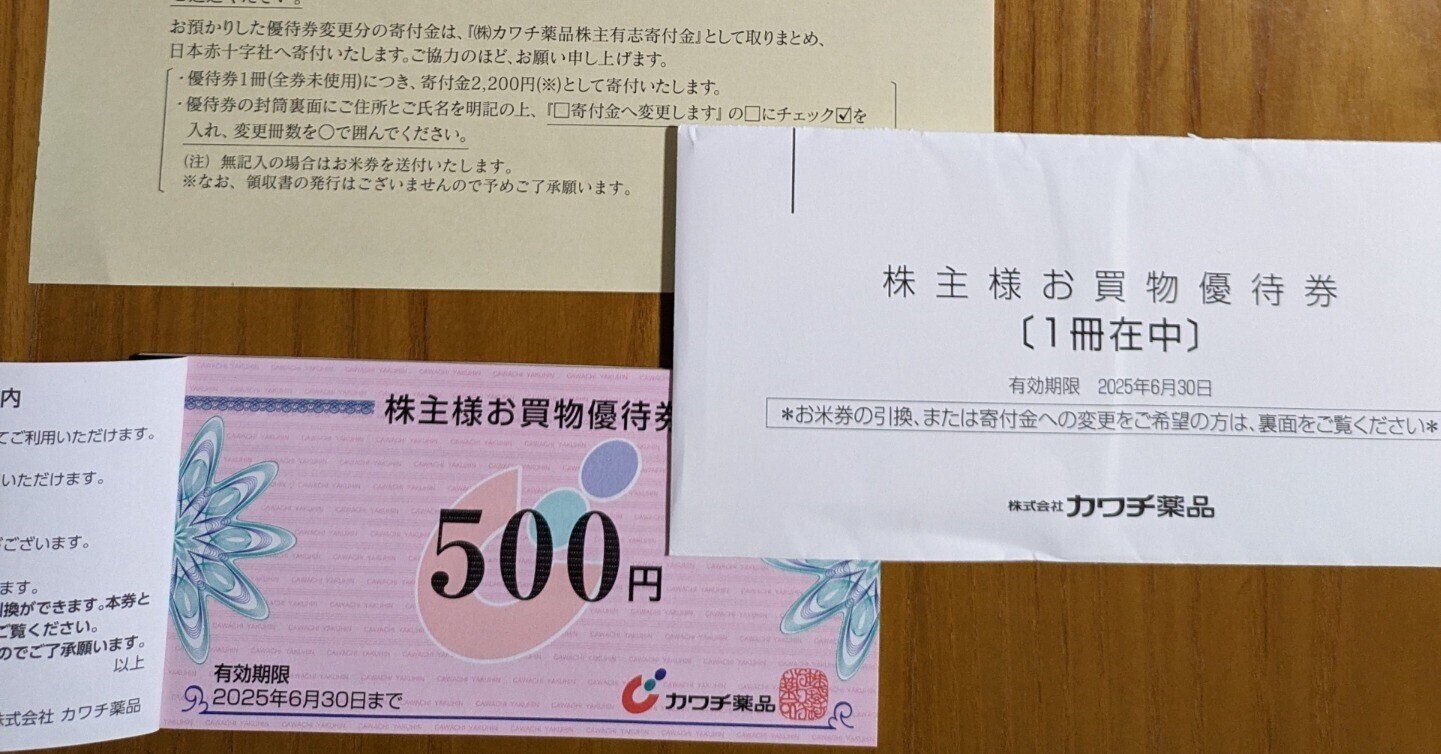 お預かりした優待券変更分の寄付金は、『㈱カワチ薬品株主有志寄付金』として取りまとめ、
日本赤十字社へ寄付いたします。ご協力のほど、お願い申し上げます。
・優待券1冊(全券未使用)につき、寄付金2,200円(※)として寄付いたします。
・優待券の封筒裏面にご住所とご氏名を明記の上、『□寄付金へ変更します』の□にチェック☑を
入れ、変更冊数を○で囲んでください。
(注) 無記入の場合はお米券を送付いたします。
※なお、領収書の発行はございませんので予めご了承願います。
株主様お買物優待券
〔1冊在中〕
有効期限 2025年6月30日
*お米券の引換、または寄付金への変更をご希望の方は、裏面をご覧ください*
株式会社 カワチ薬品
内
てご利用いただけます。
いただけます。
ございます。
ます。
引換ができます。本券と
ご覧ください。
のでご了承願います。
以上
株式会社 カワチ薬品
株主様お買物優待券
500円
有効期限
2025年6月30日まで
カワチ薬品